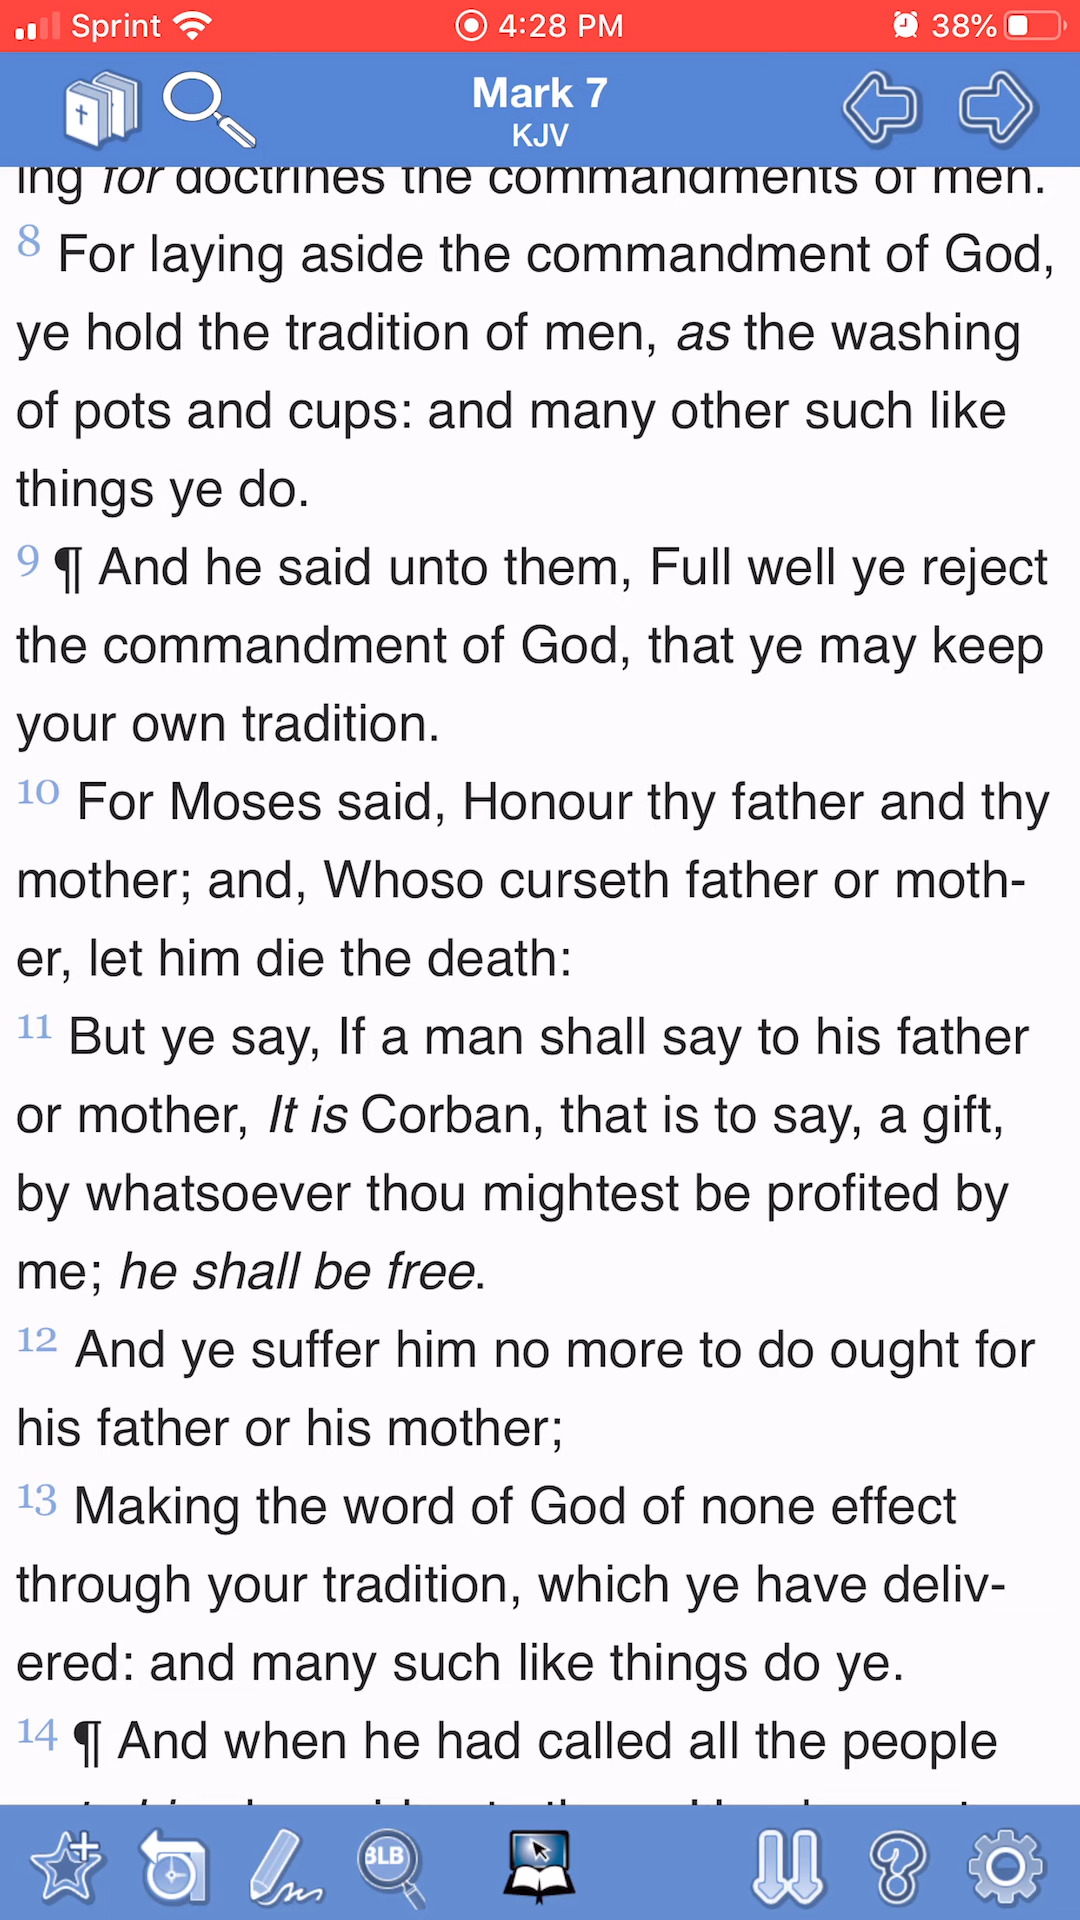 Sprint 4:28 PM 38%
Mark 7
KJV
ing for doctrines the commandments of men.
8 For laying aside the commandment of God,
ye hold the tradition of men, as the washing
of pots and cups: and many other such like
things ye do.
9 ¶ And he said unto them, Full well ye reject
the commandment of God, that ye may keep
your own tradition.
10 For Moses said, Honour thy father and thy
mother; and, Whoso curseth father or moth-
er, let him die the death:
11 But ye say, If a man shall say to his father
or mother, It is Corban, that is to say, a gift,
by whatsoever thou mightest be profited by
me; he shall be free.
12 And ye suffer him no more to do ought for
his father or his mother;
13 Making the word of God of none effect
through your tradition, which ye have deliv-
ered: and many such like things do ye.
14 ¶ And when he had called all the people
BLB